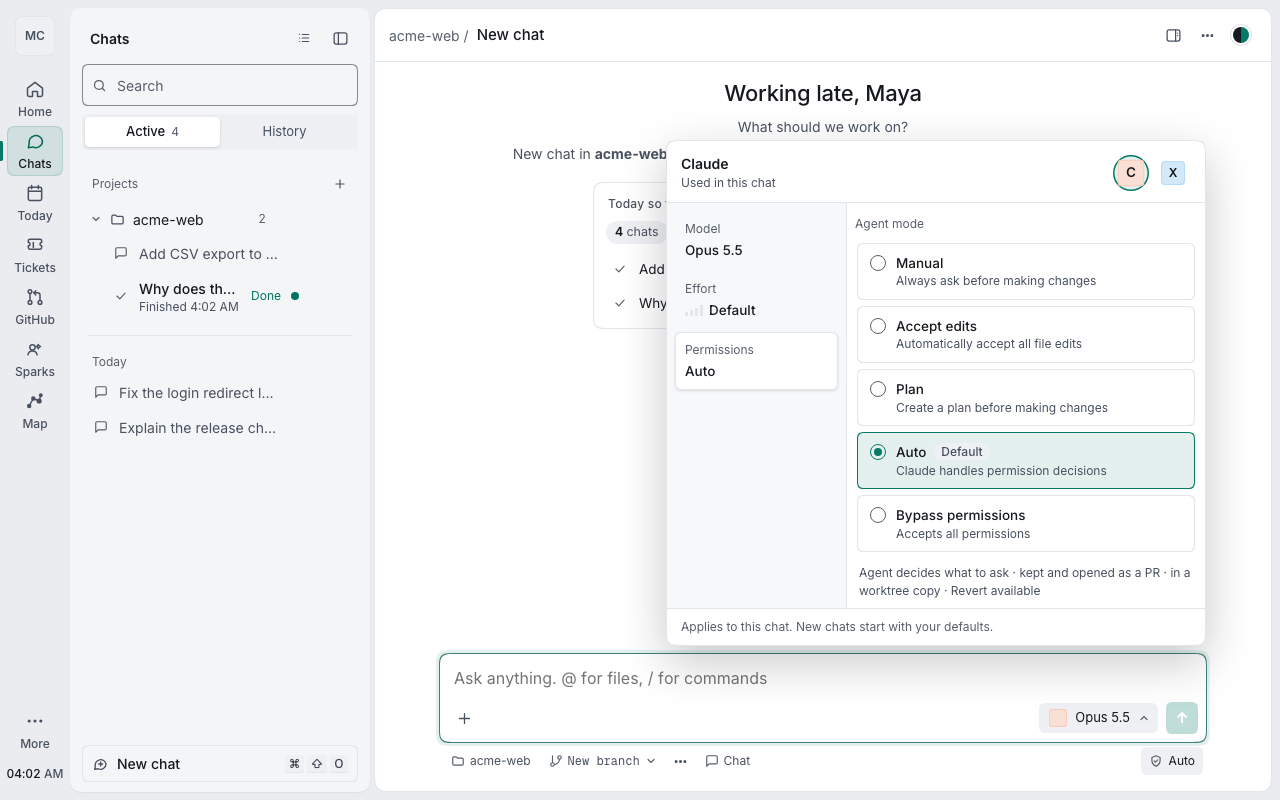 MC
Home
Chats
Today
Tickets
GitHub
Sparks
Map
More
04:02 AM
Chats
Search
Active 4
History
Projects
acme-web 2
Add CSV export to ...
Why does th... Done
Finished 4:02 AM
Today
Fix the login redirect l...
Explain the release ch...
New chat ⌘ ⇧ O
acme-web / New chat
Working late, Maya
What should we work on?
New chat in acme-web
Today so
4 chats
Add
Why
Claude
Used in this chat
C
X
Model
Opus 5.5
Effort
Default
Permissions
Auto
Agent mode
Manual
Always ask before making changes
Accept edits
Automatically accept all file edits
Plan
Create a plan before making changes
Auto Default
Claude handles permission decisions
Bypass permissions
Accepts all permissions
Agent decides what to ask · kept and opened as a PR · in a
worktree copy · Revert available
Applies to this chat. New chats start with your defaults.
Ask anything. @ for files, / for commands
Opus 5.5
acme-web
New branch
Chat
Auto